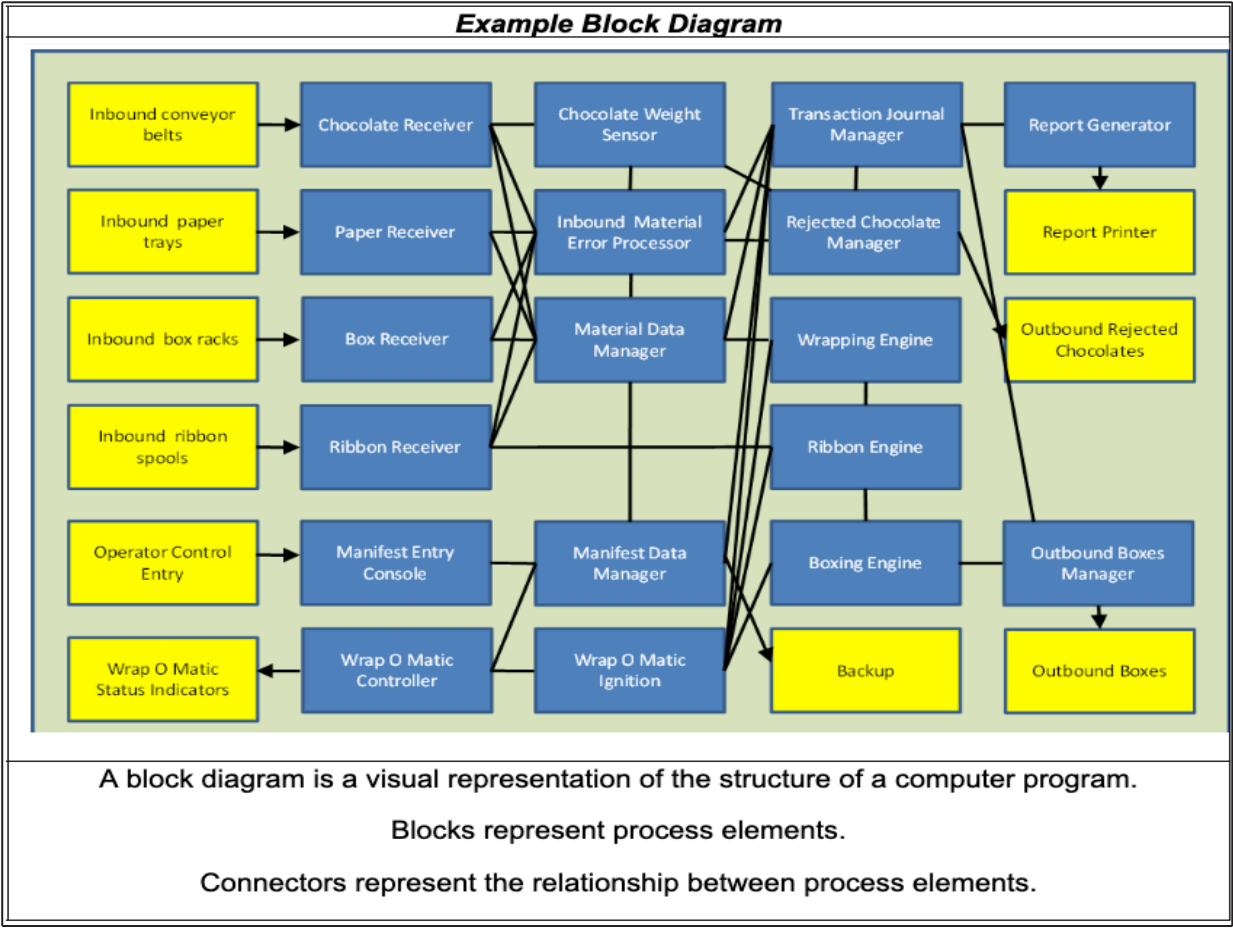 Example Block Diagram
Inbound conveyor
belts
Chocolate Receiver
Chocolate Weight
Sensor
Transaction Journal
Manager
Report Generator
Inbound paper
trays
Paper Receiver
Inbound Material
Error Processor
Rejected Chocolate
Manager
Report Printer
Inbound box racks
Box Receiver
Material Data
Manager
Wrapping Engine
Outbound Rejected
Chocolates
Inbound ribbon
spools
Ribbon Receiver
Ribbon Engine
Operator Control
Entry
Manifest Entry
Console
Manifest Data
Manager
Boxing Engine
Outbound Boxes
Manager
Wrap O Matic
Status Indicators
Wrap O Matic
Controller
Wrap O Matic
Ignition
Backup
Outbound Boxes
A block diagram is a visual representation of the structure of a computer program.
Blocks represent process elements.
Connectors represent the relationship between process elements.